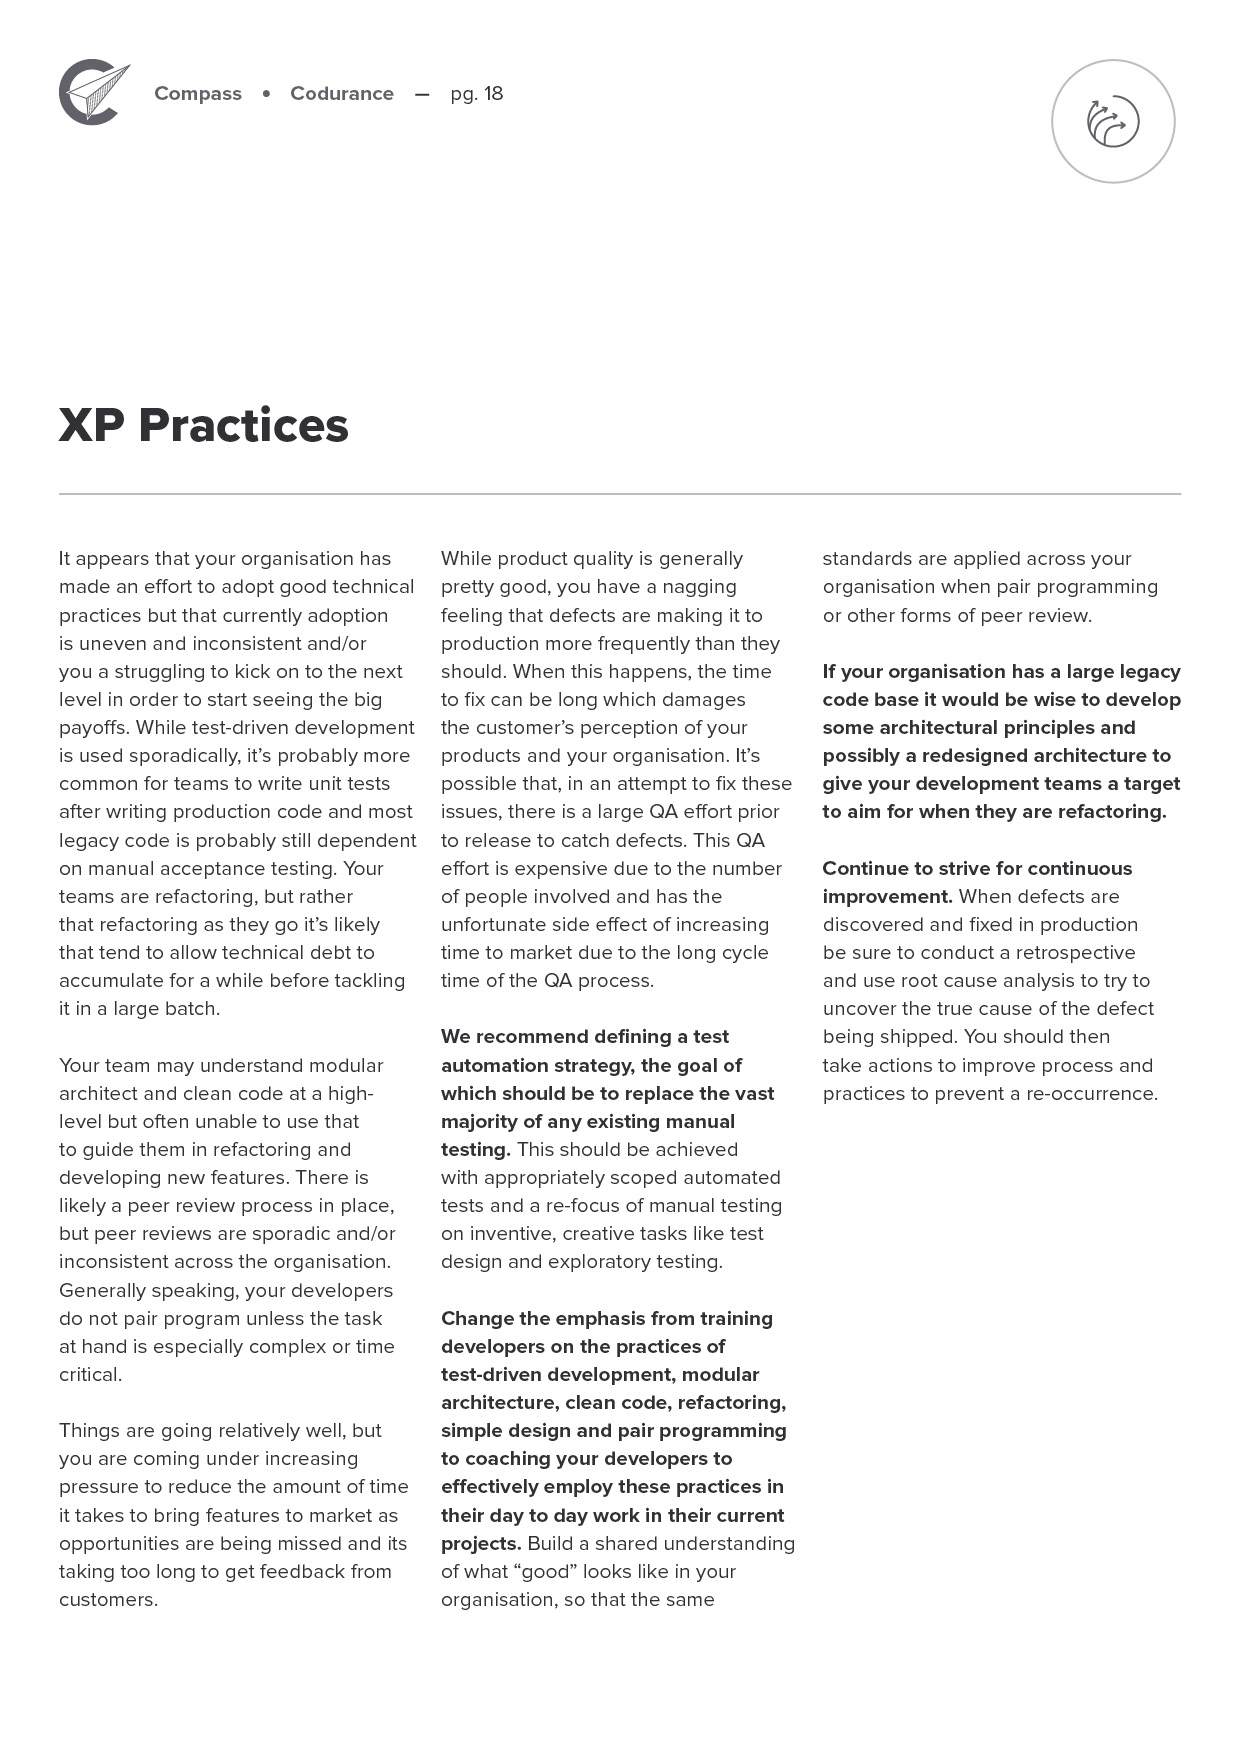 Compass • Codurance — pg. 18
XP Practices
It appears that your organisation has
made an effort to adopt good technical
practices but that currently adoption
is uneven and inconsistent and/or
you a struggling to kick on to the next
level in order to start seeing the big
payoffs. While test-driven development
is used sporadically, it’s probably more
common for teams to write unit tests
after writing production code and most
legacy code is probably still dependent
on manual acceptance testing. Your
teams are refactoring, but rather
that refactoring as they go it’s likely
that tend to allow technical debt to
accumulate for a while before tackling
it in a large batch.
Your team may understand modular
architect and clean code at a high-
level but often unable to use that
to guide them in refactoring and
developing new features. There is
likely a peer review process in place,
but peer reviews are sporadic and/or
inconsistent across the organisation.
Generally speaking, your developers
do not pair program unless the task
at hand is especially complex or time
critical.
Things are going relatively well, but
you are coming under increasing
pressure to reduce the amount of time
it takes to bring features to market as
opportunities are being missed and its
taking too long to get feedback from
customers.
While product quality is generally
pretty good, you have a nagging
feeling that defects are making it to
production more frequently than they
should. When this happens, the time
to fix can be long which damages
the customer’s perception of your
products and your organisation. It’s
possible that, in an attempt to fix these
issues, there is a large QA effort prior
to release to catch defects. This QA
effort is expensive due to the number
of people involved and has the
unfortunate side effect of increasing
time to market due to the long cycle
time of the QA process.
We recommend defining a test
automation strategy, the goal of
which should be to replace the vast
majority of any existing manual
testing. This should be achieved
with appropriately scoped automated
tests and a re-focus of manual testing
on inventive, creative tasks like test
design and exploratory testing.
Change the emphasis from training
developers on the practices of
test-driven development, modular
architecture, clean code, refactoring,
simple design and pair programming
to coaching your developers to
effectively employ these practices in
their day to day work in their current
projects. Build a shared understanding
of what “good” looks like in your
organisation, so that the same
standards are applied across your
organisation when pair programming
or other forms of peer review.
If your organisation has a large legacy
code base it would be wise to develop
some architectural principles and
possibly a redesigned architecture to
give your development teams a target
to aim for when they are refactoring.
Continue to strive for continuous
improvement. When defects are
discovered and fixed in production
be sure to conduct a retrospective
and use root cause analysis to try to
uncover the true cause of the defect
being shipped. You should then
take actions to improve process and
practices to prevent a re-occurrence.